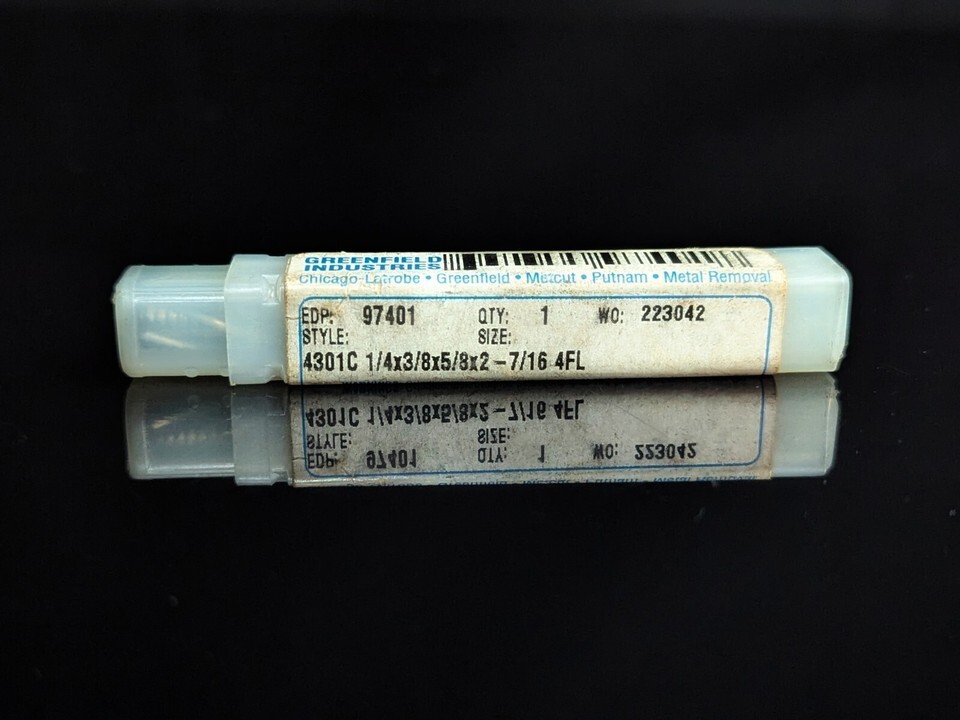 GREENFIELD
INDUSTRIES
Chicago-Latrobe • Greenfield • Metcut • Putnam • Metal Removal
EDP: 97401 QTY: 1 WO: 223042
STYLE: SIZE:
4301C 1/4x3/8x5/8x2-7/16 4FL